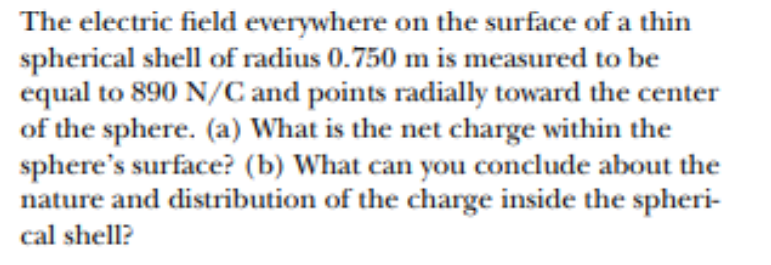 The electric field everywhere on the surface of a thin
spherical shell of radius 0.750 m is measured to be
equal to 890 N/C and points radially toward the center
of the sphere. (a) What is the net charge within the
sphere's surface? (b) What can you conclude about the
nature and distribution of the charge inside the spheri-
cal shell?